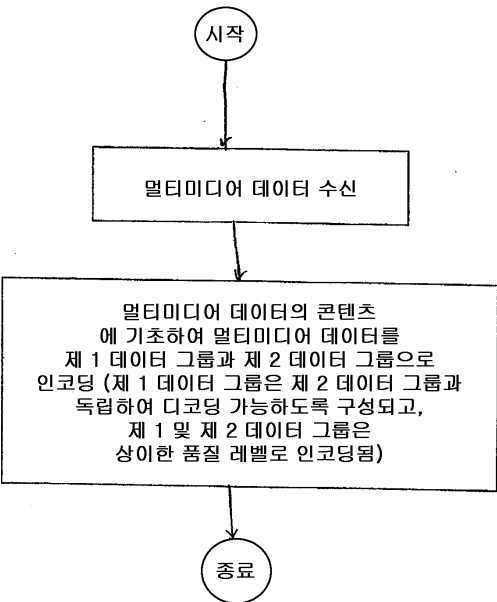 시작
멀티미디어 데이터 수신
멀티미디어 데이터의 콘텐츠
에 기초하여 멀티미디어 데이터를
제 1 데이터 그룹과 제 2 데이터 그룹으로
인코딩 (제 1 데이터 그룹은 제 2 데이터 그룹과
독립하여 디코딩 가능하도록 구성되고,
제 1 및 제 2 데이터 그룹은
상이한 품질 레벨로 인코딩됨)
종료